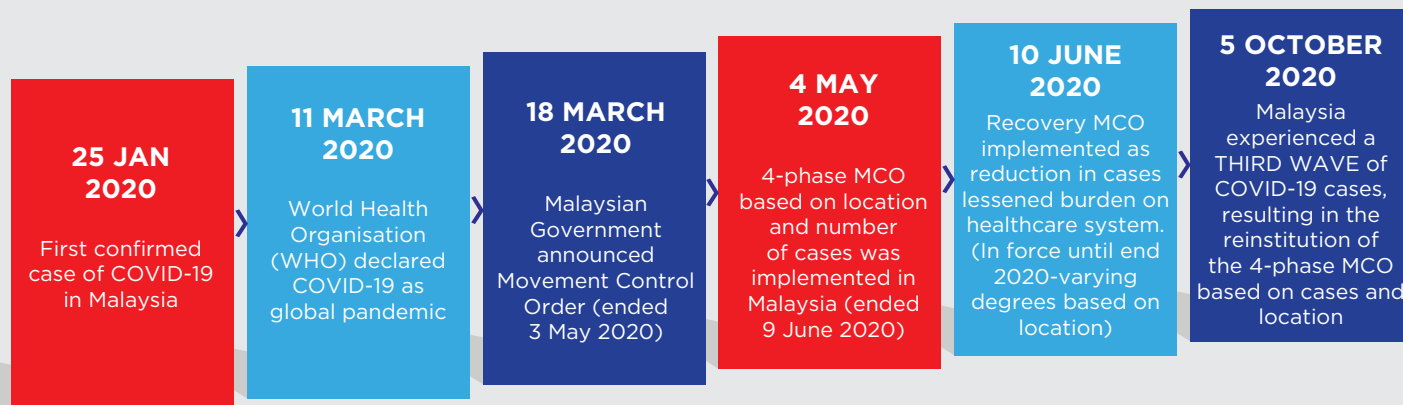 25 JAN
2020
First confirmed
case of COVID-19
in Malaysia
11 MARCH
2020
World Health
Organisation
(WHO) declared
COVID-19 as
global pandemic
18 MARCH
2020
Malaysian
Government
announced
Movement Control
Order (ended
3 May 2020)
4 MAY
2020
4-phase MCO
based on location
and number
of cases was
implemented in
Malaysia (ended
9 June 2020)
10 JUNE
2020
Recovery MCO
implemented as
reduction in cases
lessened burden on
healthcare system.
(In force until end
2020-varying
degrees based on
location)
5 OCTOBER
2020
Malaysia
experienced a
THIRD WAVE of
COVID-19 cases,
resulting in the
reinstitution of
the 4-phase MCO
based on cases and
location